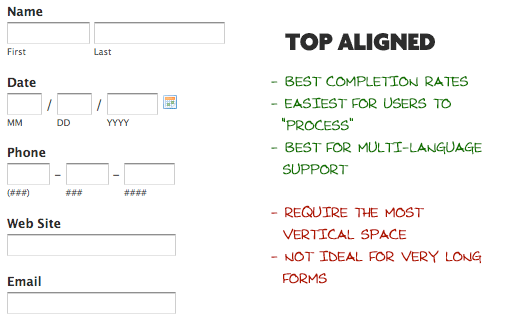 Name
First Last
Date
/ /
MM DD YYYY
Phone
- -
(###) ### ####
Web Site
Email
TOP ALIGNED
- BEST COMPLETION RATES
- EASIEST FOR USERS TO
"PROCESS"
- BEST FOR MULTI-LANGUAGE
SUPPORT
- REQUIRE THE MOST
VERTICAL SPACE
- NOT IDEAL FOR VERY LONG
FORMS